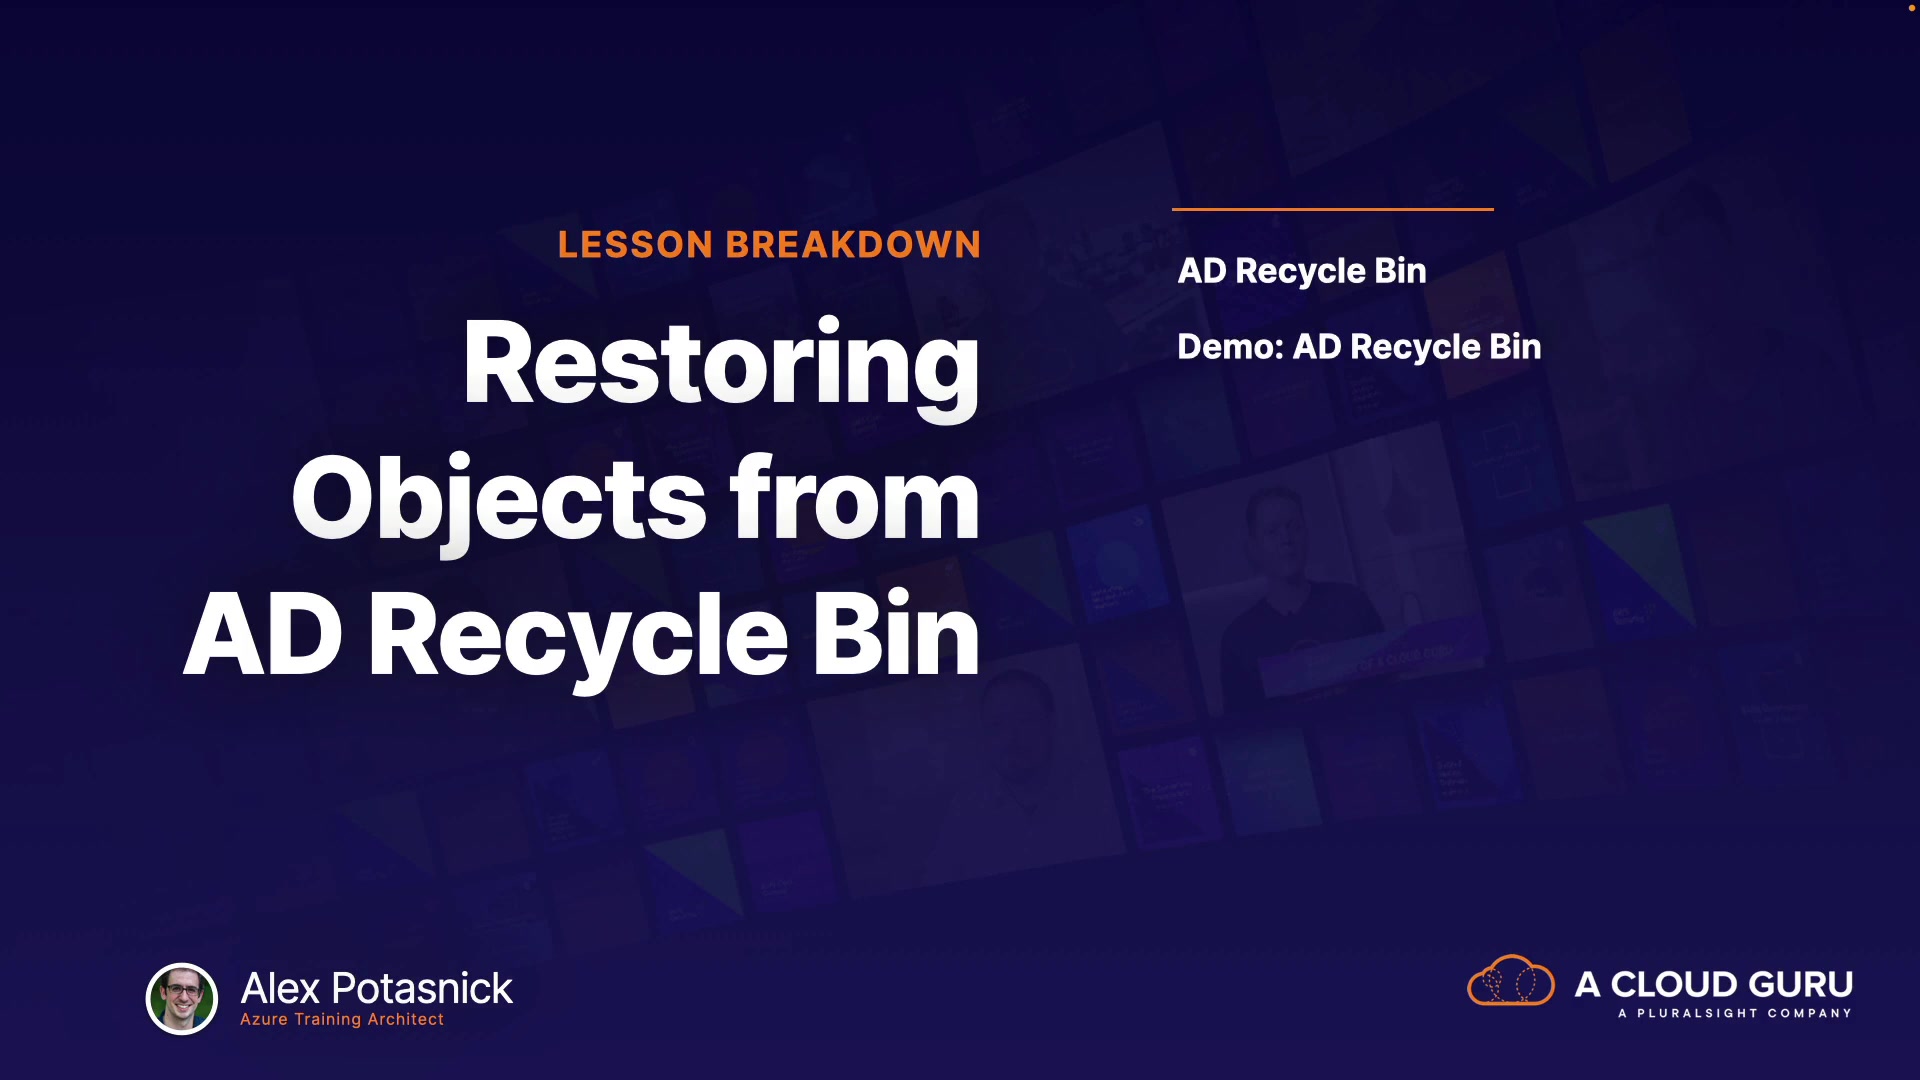 LESSON BREAKDOWN
Restoring
Objects from
AD Recycle Bin
AD Recycle Bin
Demo: AD Recycle Bin
Alex Potasnick
Azure Training Architect
A CLOUD GURU
A PLURALSIGHT COMPANY